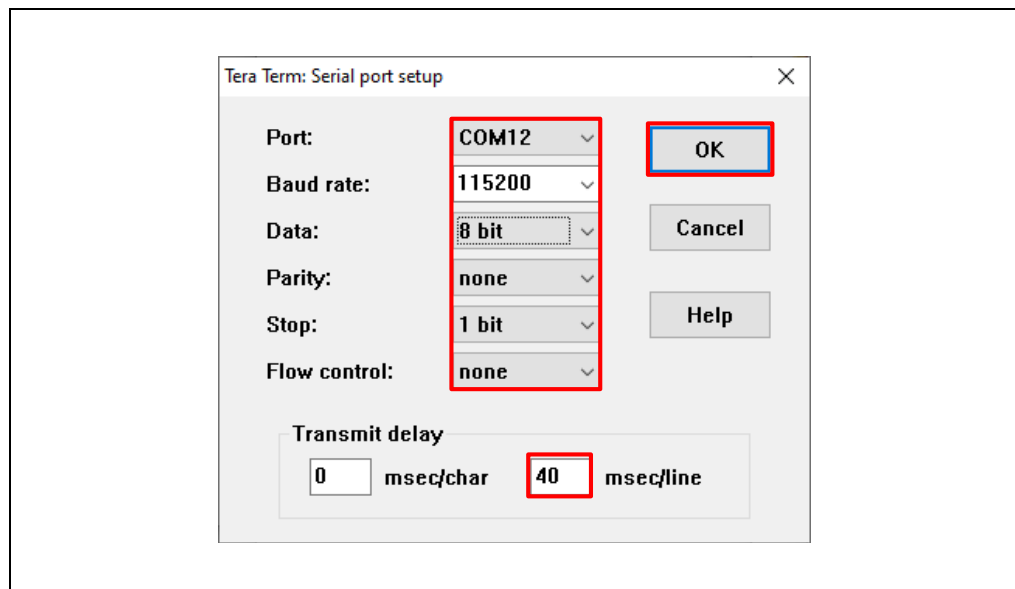 Tera Term: Serial port setup
Port: COM12 OK
Baud rate: 115200
Data: 8 bit Cancel
Parity: none
Stop: 1 bit Help
Flow control: none
Transmit delay
0 msec/char 40 msec/line